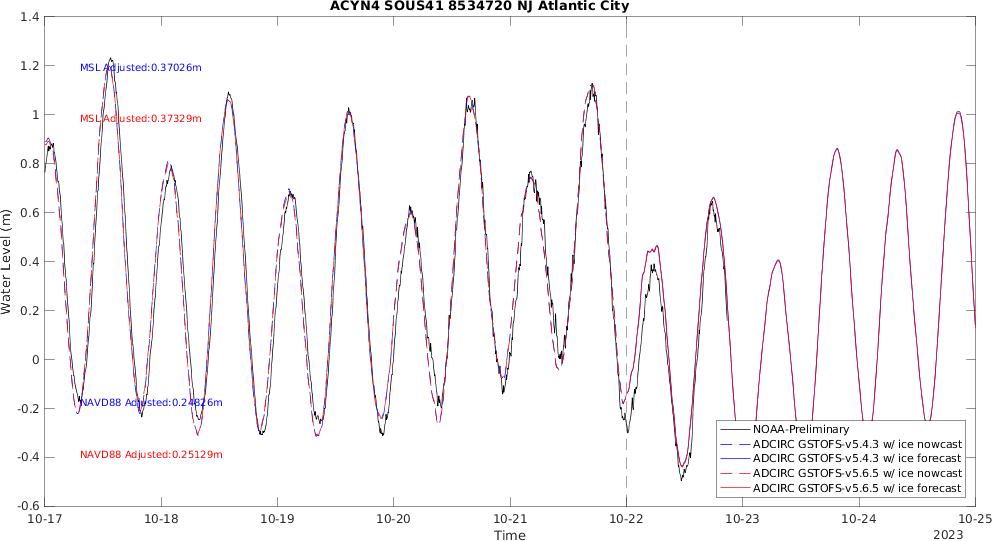 ACYN4 SOUS41 8534720 NJ Atlantic City
1.4
1.2
1
0.8
0.6
0.4
0.2
0
-0.2
-0.4
-0.6
Water Level (m)
MSL Adjusted:0.37026m
MSL Adjusted:0.37329m
NAVD88 Adjusted:0.24826m
NAVD88 Adjusted:0.25129m
NOAA-Preliminary
ADCIRC GSTOFS-v5.4.3 w/ ice nowcast
ADCIRC GSTOFS-v5.4.3 w/ ice forecast
ADCIRC GSTOFS-v5.6.5 w/ ice nowcast
ADCIRC GSTOFS-v5.6.5 w/ ice forecast
10-17 10-18 10-19 10-20 10-21 10-22 10-23 10-24 10-25
Time
2023